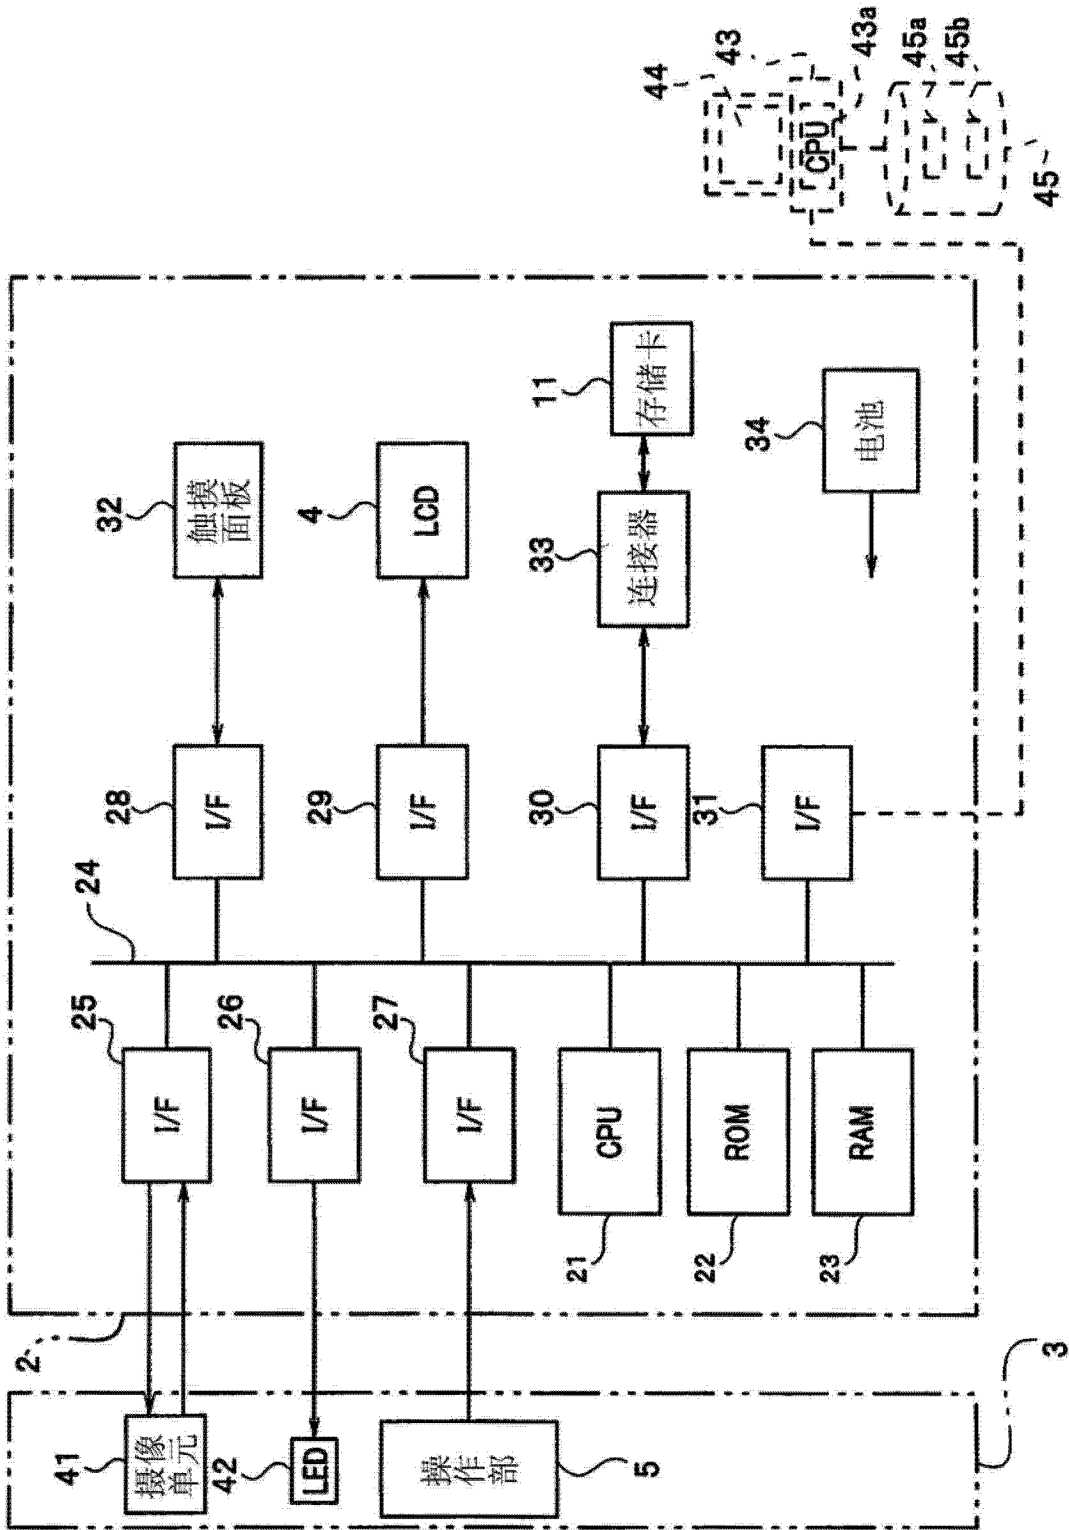 2
41
摄像
单元
42
LED
操作
部
5
3
25
I/F
26
I/F
27
I/F
21
CPU
22
ROM
23
RAM
24
28
I/F
29
I/F
30
I/F
31
I/F
32
触摸
面板
4
LCD
33
连接器
11
存储卡
34
电池
44
43
CPU
43a
45a
45b
45